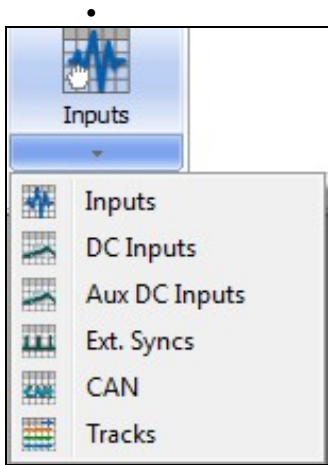 Inputs
Inputs
DC Inputs
Aux DC Inputs
Ext. Syncs
CAN
Tracks